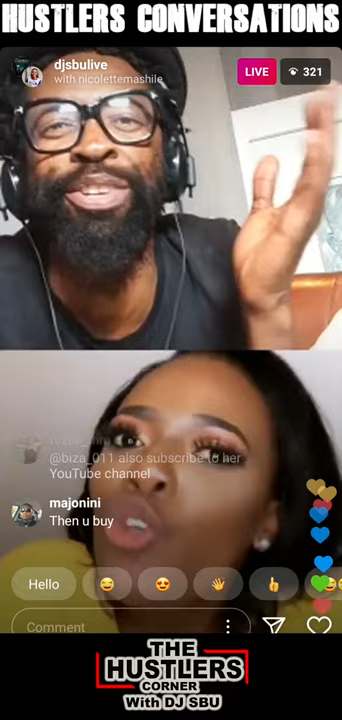 HUSTLERS CONVERSATIONS
djsbulive
with nicolettemashile
LIVE
321
@biza_011 also subscribe to her
YouTube channel
majonini
Then u buy
Hello
Comment
THE
HUSTLERS
CORNER
With DJ SBU